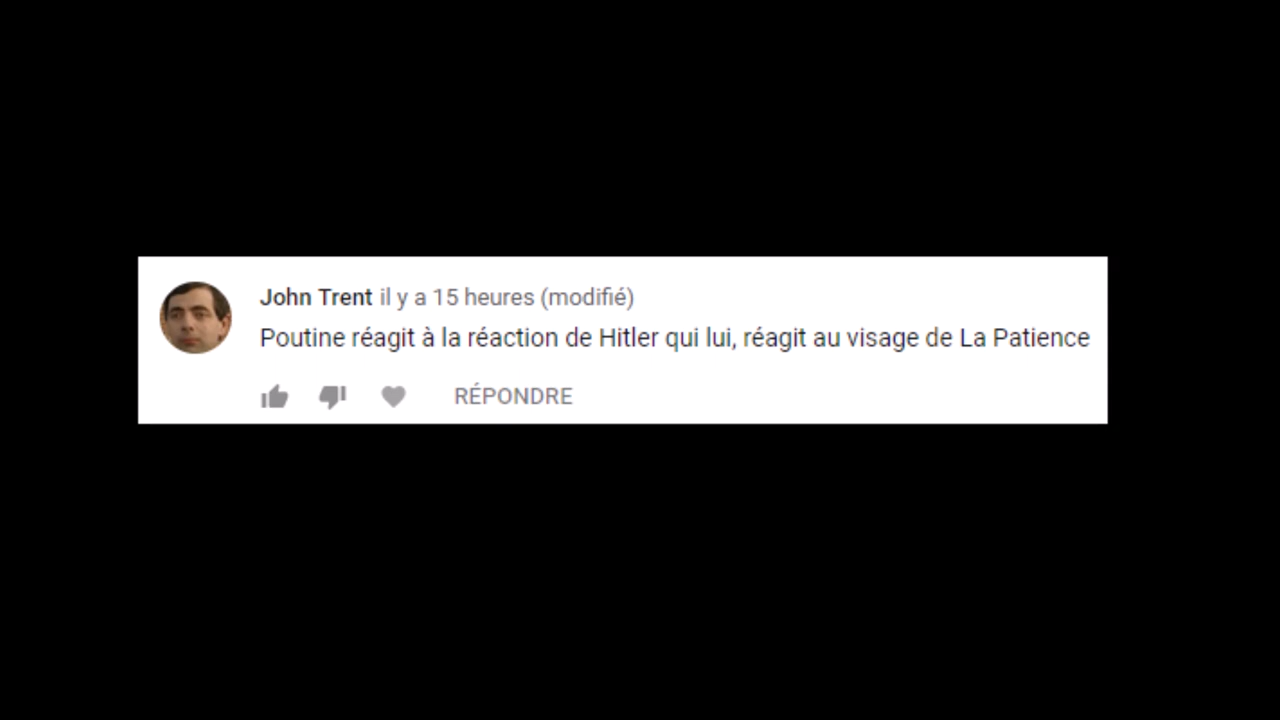 John Trent il y a 15 heures (modifié)
Poutine réagit à la réaction de Hitler qui lui, réagit au visage de La Patience
RÉPONDRE